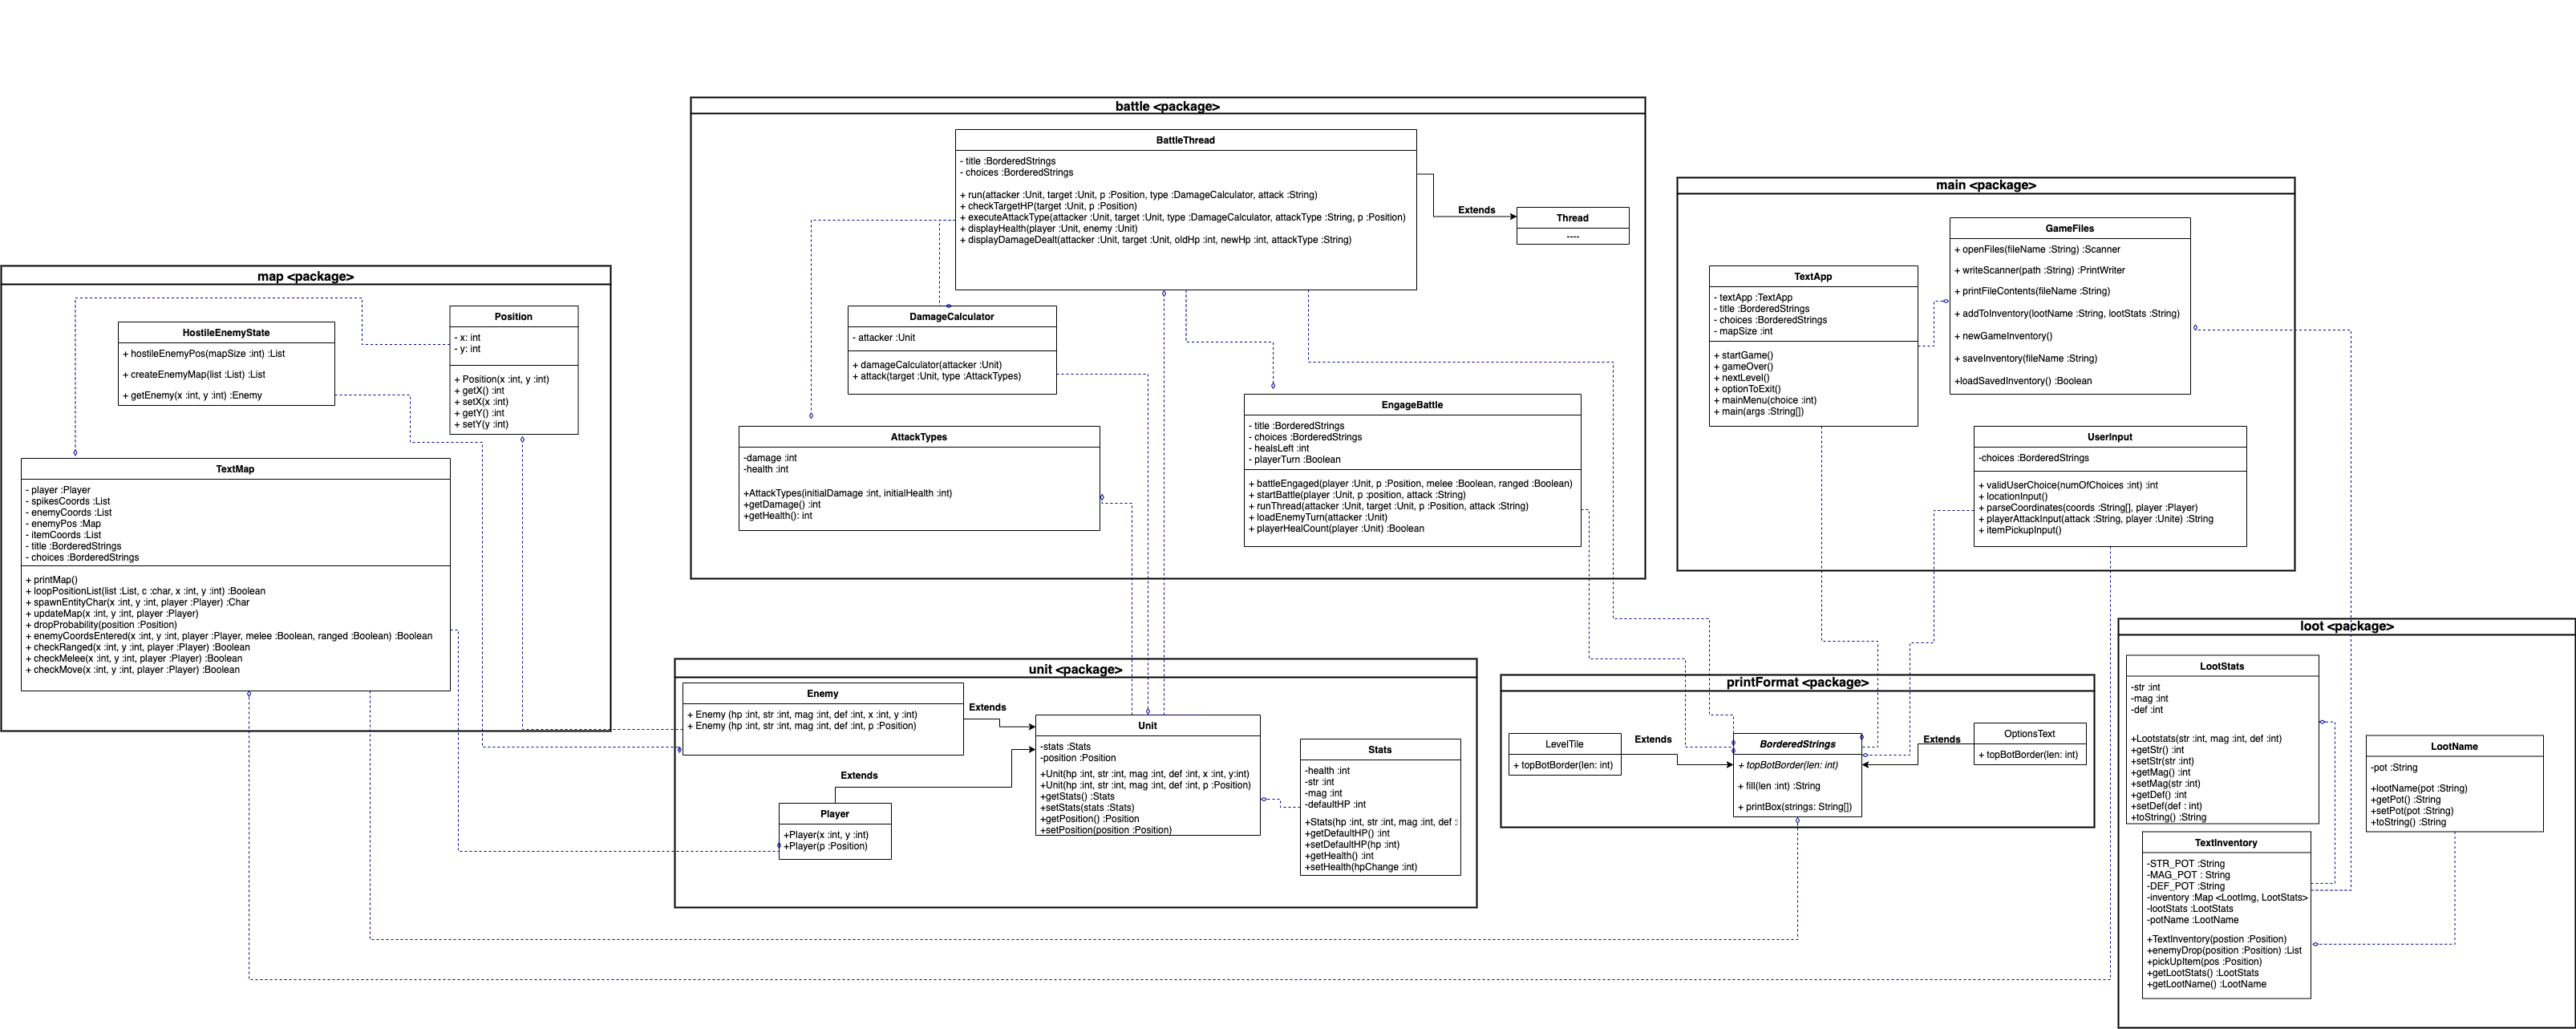 battle <package>
BattleThread
- title :BorderedStrings
- choices :BorderedStrings
+ run(attacker :Unit, target :Unit, p :Position, type :DamageCalculator, attack :String)
+ checkTargetHP(target :Unit, p :Position)
+ executeAttackType(attacker :Unit, target :Unit, type :DamageCalculator, attackType :String, p :Position)
+ displayHealth(player :Unit, enemy :Unit)
+ displayDamageDealt(attacker :Unit, target :Unit, oldHp :int, newHp :int, attackType :String)
Extends
Thread
----
DamageCalculator
- attacker :Unit
+ damageCalculator(attacker :Unit)
+ attack(target :Unit, type :AttackTypes)
AttackTypes
-damage :int
-health :int
+AttackTypes(initialDamage :int, initialHealth :int)
+getDamage() :int
+getHealth(): int
EngageBattle
- title :BorderedStrings
- choices :BorderedStrings
- healsLeft :int
- playerTurn :Boolean
+ battleEngaged(player :Unit, p :Position, melee :Boolean, ranged :Boolean)
+ startBattle(player :Unit, p :position, attack :String)
+ runThread(attacker :Unit, target :Unit, p :Position, attack :String)
+ loadEnemyTurn(attacker :Unit)
+ playerHealCount(player :Unit) :Boolean
main <package>
TextApp
- textApp :TextApp
- title :BorderedStrings
- choices :BorderedStrings
- mapSize :int
+ startGame()
+ gameOver()
+ nextLevel()
+ optionToExit()
+ mainMenu(choice :int)
+ main(args :String[])
GameFiles
+ openFiles(fileName :String) :Scanner
+ writeScanner(path :String) :PrintWriter
+ printFileContents(fileName :String)
+ addToInventory(lootName :String, lootStats :String)
+ newGameInventory()
+ saveInventory(fileName :String)
+loadSavedInventory() :Boolean
UserInput
-choices :BorderedStrings
+ validUserChoice(numOfChoices :int) :int
+ locationInput()
+ parseCoordinates(coords :String[], player :Player)
+ playerAttackInput(attack :String, player :Unite) :String
+ itemPickupInput()
map <package>
HostileEnemyState
+ hostileEnemyPos(mapSize :int) :List
+ createEnemyMap(list :List) :List
+ getEnemy(x :int, y :int) :Enemy
Position
- x: int
- y: int
+ Position(x :int, y :int)
+ getX() :int
+ setX(x :int)
+ getY() :int
+ setY(y :int)
TextMap
- player :Player
- spikesCoords :List
- enemyCoords :List
- enemyPos :Map
- itemCoords :List
- title :BorderedStrings
- choices :BorderedStrings
+ printMap()
+ loopPositionList(list :List, c :char, x :int, y :int) :Boolean
+ spawnEntityChar(x :int, y :int, player :Player) :Char
+ updateMap(x :int, y :int, player :Player)
+ dropProbability(position :Position)
+ enemyCoordsEntered(x :int, y :int, player :Player, melee :Boolean, ranged :Boolean) :Boolean
+ checkRanged(x :int, y :int, player :Player) :Boolean
+ checkMelee(x :int, y :int, player :Player) :Boolean
+ checkMove(x :int, y :int, player :Player) :Boolean
unit <package>
Enemy
+ Enemy (hp :int, str :int, mag :int, def :int, x :int, y :int)
+ Enemy (hp :int, str :int, mag :int, def :int, p :Position)
Extends
Extends
Player
+Player(x :int, y :int)
+Player(p :Position)
Unit
-stats :Stats
-position :Position
+Unit(hp :int, str :int, mag :int, def :int, x :int, y:int)
+Unit(hp :int, str :int, mag :int, def :int, p :Position)
+getStats() :Stats
+setStats(stats :Stats)
+getPosition() :Position
+setPosition(position :Position)
Stats
-health :int
-str :int
-mag :int
-defaultHP :int
+Stats(hp :int, str :int, mag :int, def :
+getDefaultHP() :int
+setDefaultHP(hp :int)
+getHealth() :int
+setHealth(hpChange :int)
printFormat <package>
LevelTile
+ topBotBorder(len: int)
Extends
BorderedStrings
+ topBotBorder(len: int)
+ fill(len :int) :String
+ printBox(strings: String[])
Extends
OptionsText
+ topBotBorder(len: int)
loot <package>
LootStats
-str :int
-mag :int
-def :int
+Lootstats(str :int, mag :int, def :int)
+getStr() :int
+setStr(str :int)
+getMag() :int
+setMag(str :int)
+getDef() :int
+setDef(def : int)
+toString() :String
LootName
-pot :String
+lootName(pot :String)
+getPot() :String
+setPot(pot :String)
+toString() :String
TextInventory
-STR_POT :String
-MAG_POT : String
-DEF_POT :String
-inventory :Map <LootImg, LootStats>
-lootStats :LootStats
-potName :LootName
+TextInventory(postion :Position)
+enemyDrop(position :Position) :List
+pickUpItem(pos :Position)
+getLootStats() :LootStats
+getLootName() :LootName